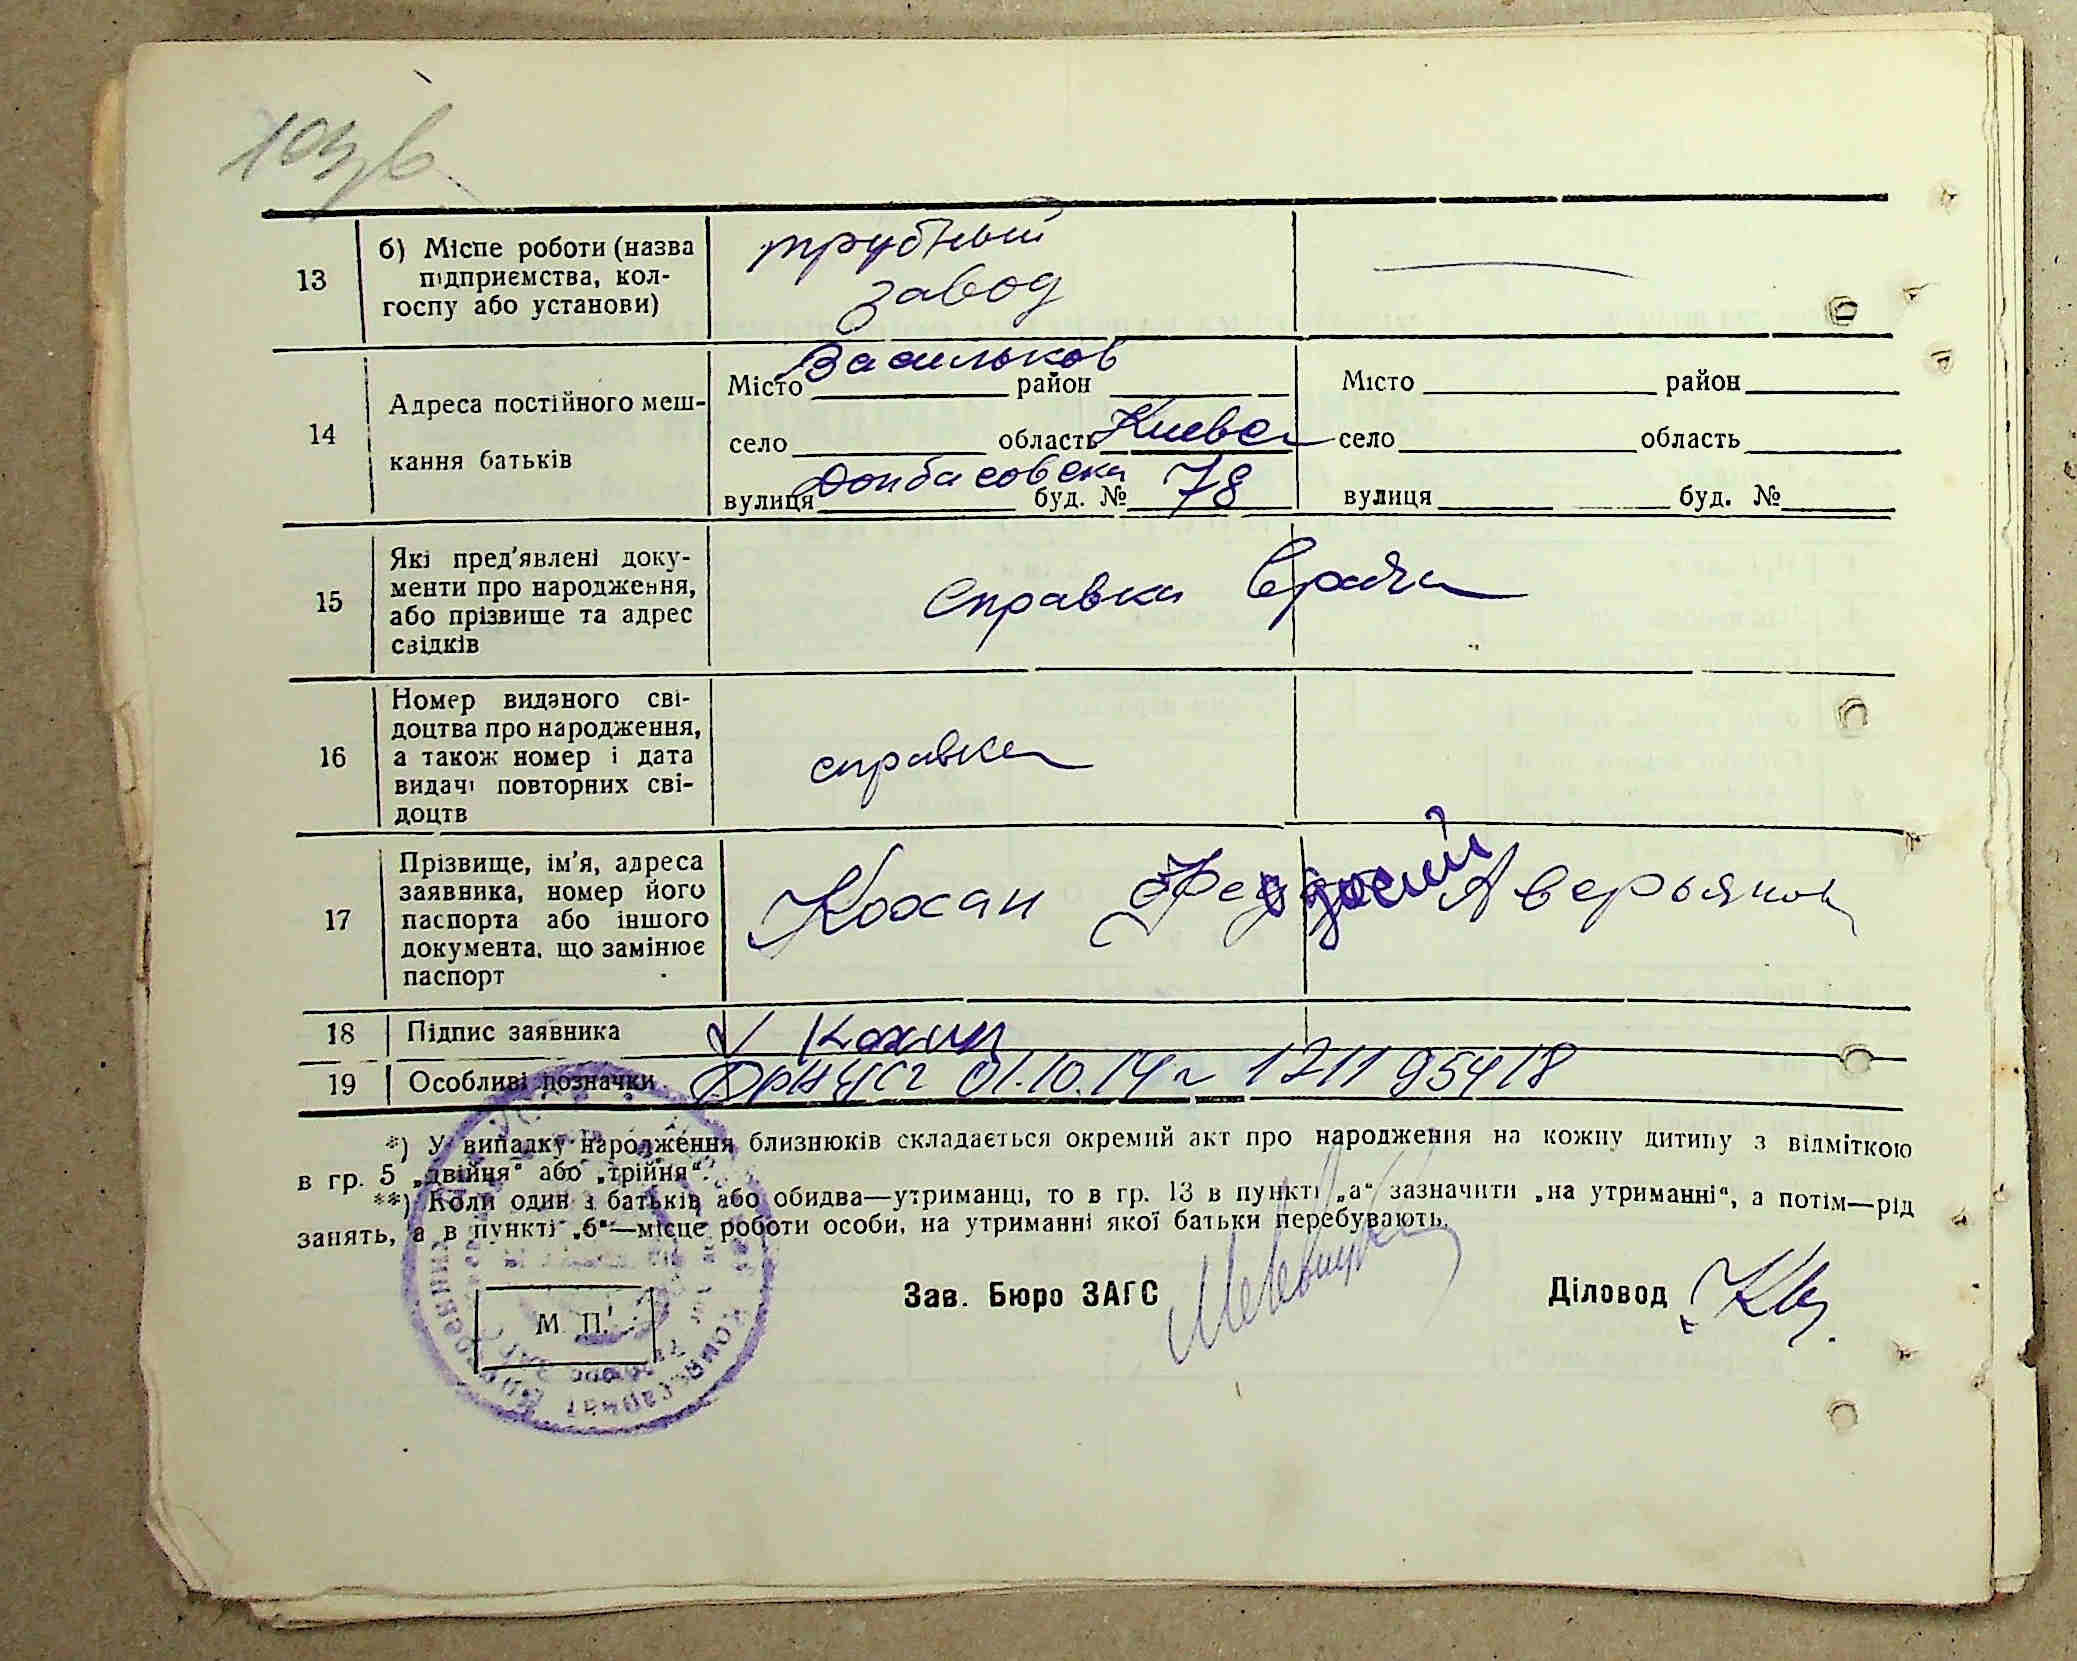 13
б) Місце роботи (назва
підприємства, кол-
госпу або установи)
трубный
завод
14
Адреса постійного меш-
кання батьків
Місто Васильков район
село область Киевск
вулиця Донбасовска буд. № 78
Місто район
село область
вулиця буд. №
15
Які пред'явлені доку-
менти про народження,
або прізвище та адрес
свідків
Справка врача
16
Номер виданого сві-
доцтва про народження,
а також номер і дата
видачі повторних сві-
доцтв
справка
17
Прізвище, ім'я, адреса
заявника, номер його
паспорта або іншого
документа, що замінює
паспорт
Кохан Феодосий Аверьянов
18 Підпис заявника
V Кохан
19 Особливі позначки
01.10.14 г 1211 95418
*) У випадку народження близнюків складається окремий акт про народження на кожну дитину з відміткою
в гр. 5 „двійня" або „трійня".
**) Коли один з батьків або обидва—утриманці, то в гр. 13 в пункті „а" зазначити „на утриманні", а потім—рід
занять, а в пункті „б"—місце роботи особи, на утриманні якої батьки перебувають.
Зав. Бюро ЗАГС
Діловод
М. П.